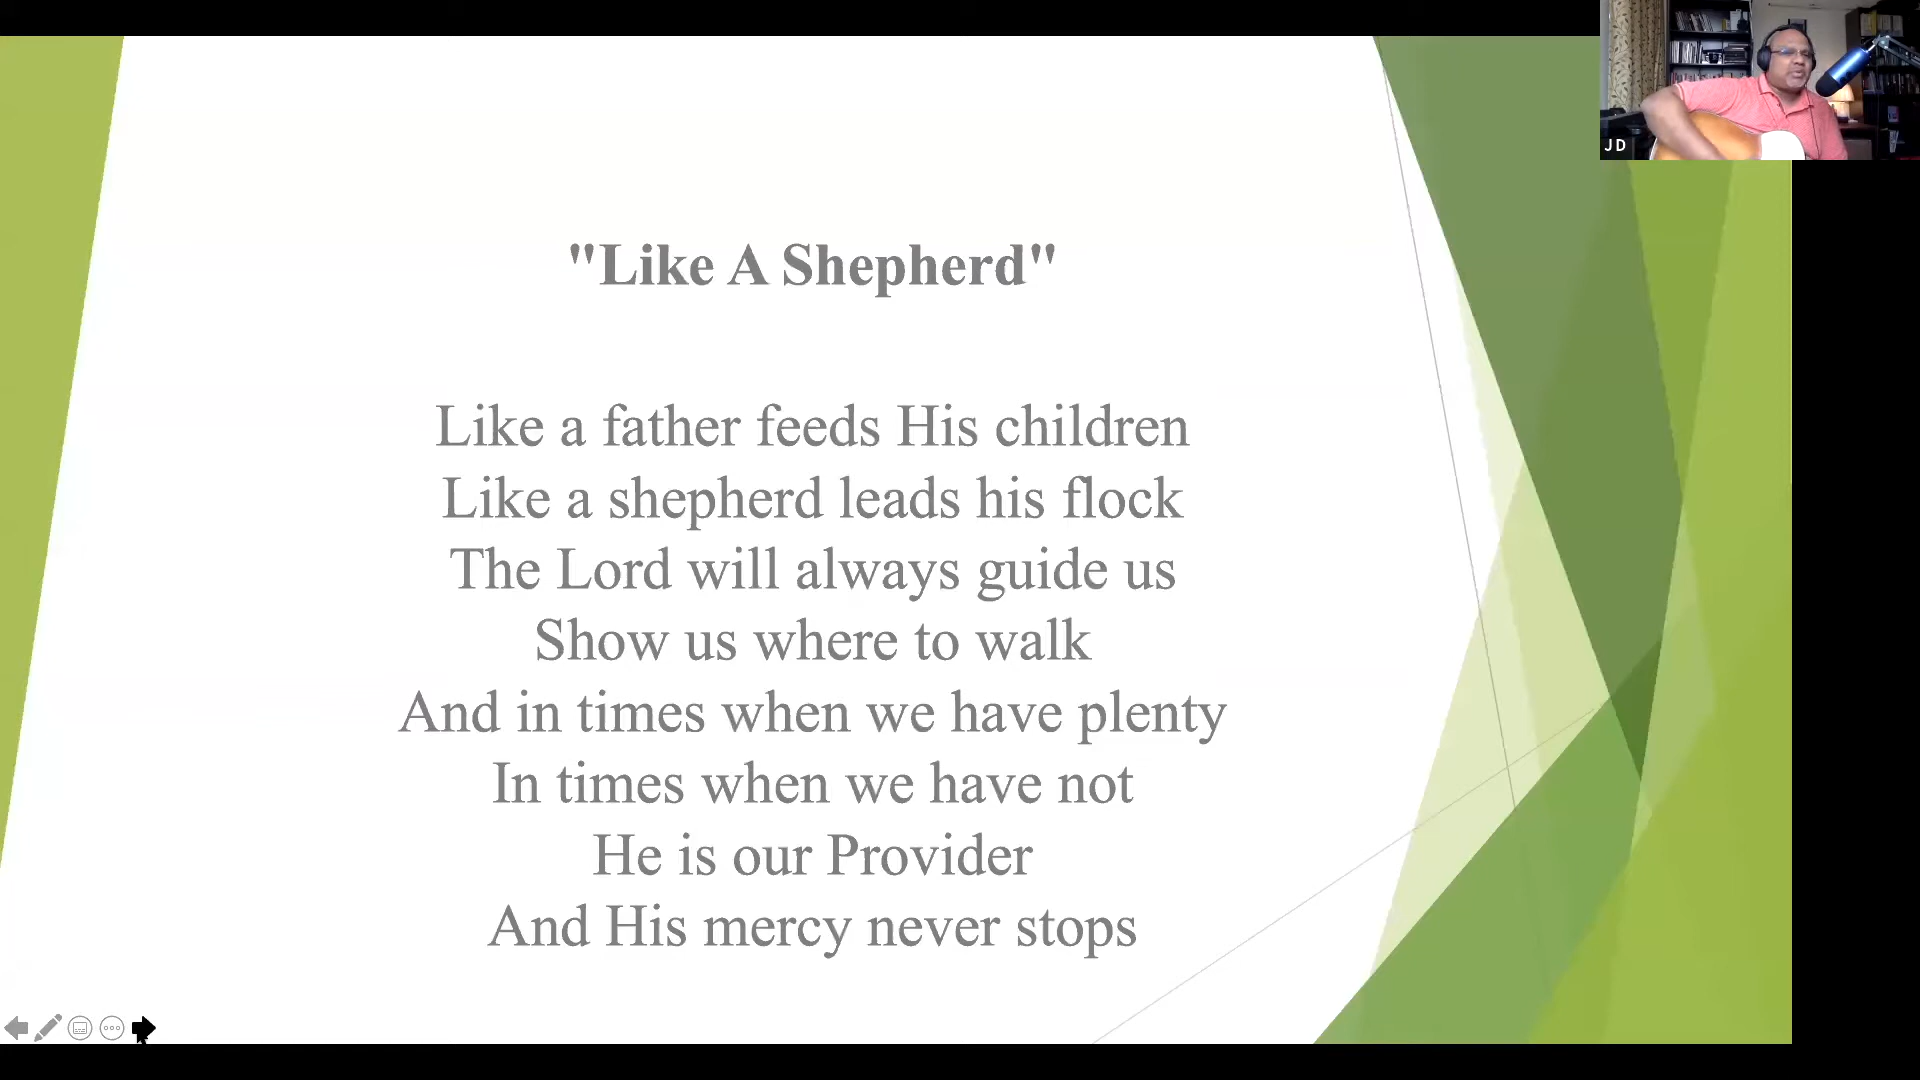 JD
"Like A Shepherd"
Like a father feeds His children
Like a shepherd leads his flock
The Lord will always guide us
Show us where to walk
And in times when we have plenty
In times when we have not
He is our Provider
And His mercy never stops